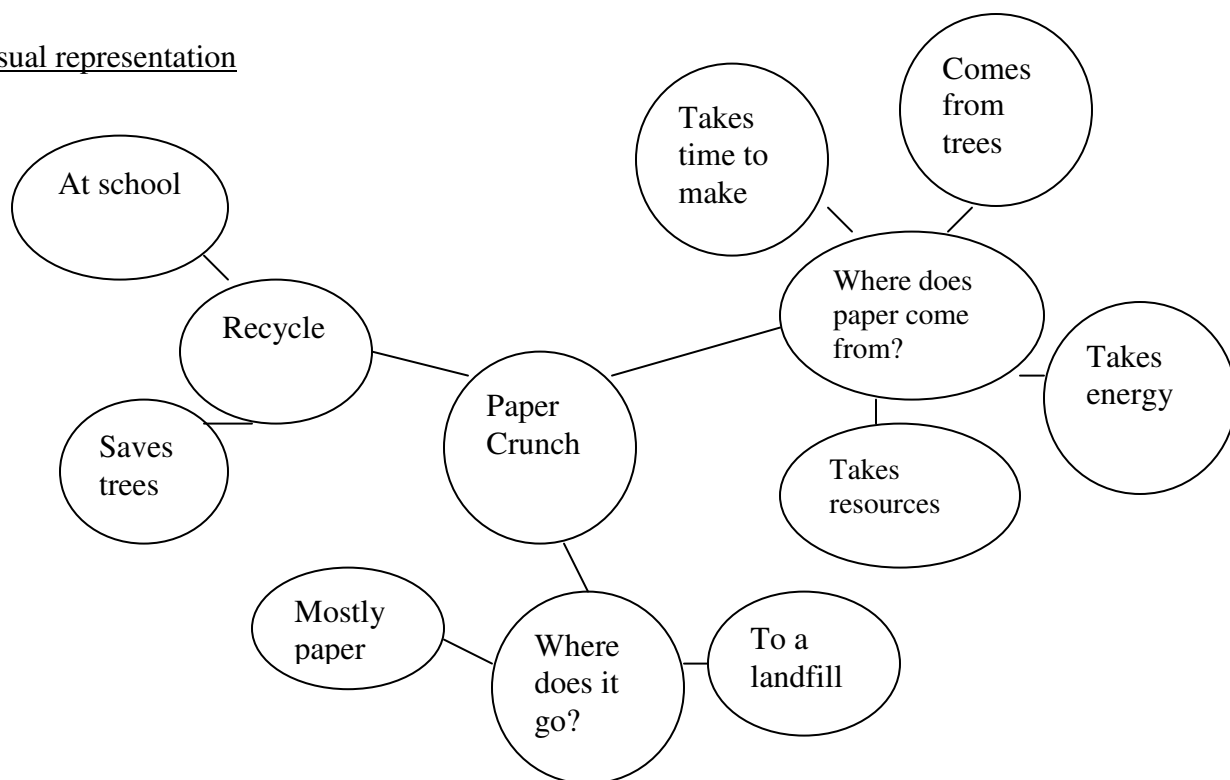 sual representation
Comes
from
trees
Takes
time to
make
At school
Where does
paper come
from?
Recycle
Takes
energy
Paper
Crunch
Saves
trees
Takes
resources
Mostly
paper
Where
does it
go?
To a
landfill